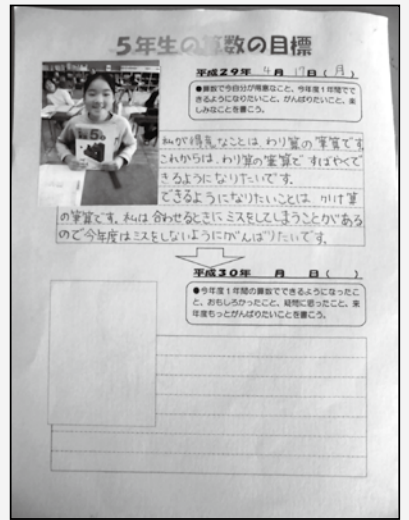 5年生の算数の目標
平成29年 4月 17日(月)
●算数で今自分が得意なこと、今年度1年間でで
きるようになりたいこと、がんばりたいこと、楽
しみなことを書こう。
私が得意なことは、わり算の筆算です。
これからは、わり算の筆算で すばやくで
きるようになりたいです。
できるようになりたいことは、かけ算
の筆算です。私は合わせるときに ミスをしてしまうことがある
ので今年度はミスをしないようにがんばりたいです。
平成30年 月 日( )
●今年度1年間の算数でできるようになったこ
と、おもしろかったこと、疑問に思ったこと、来
年度もっとがんばりたいことを書こう。